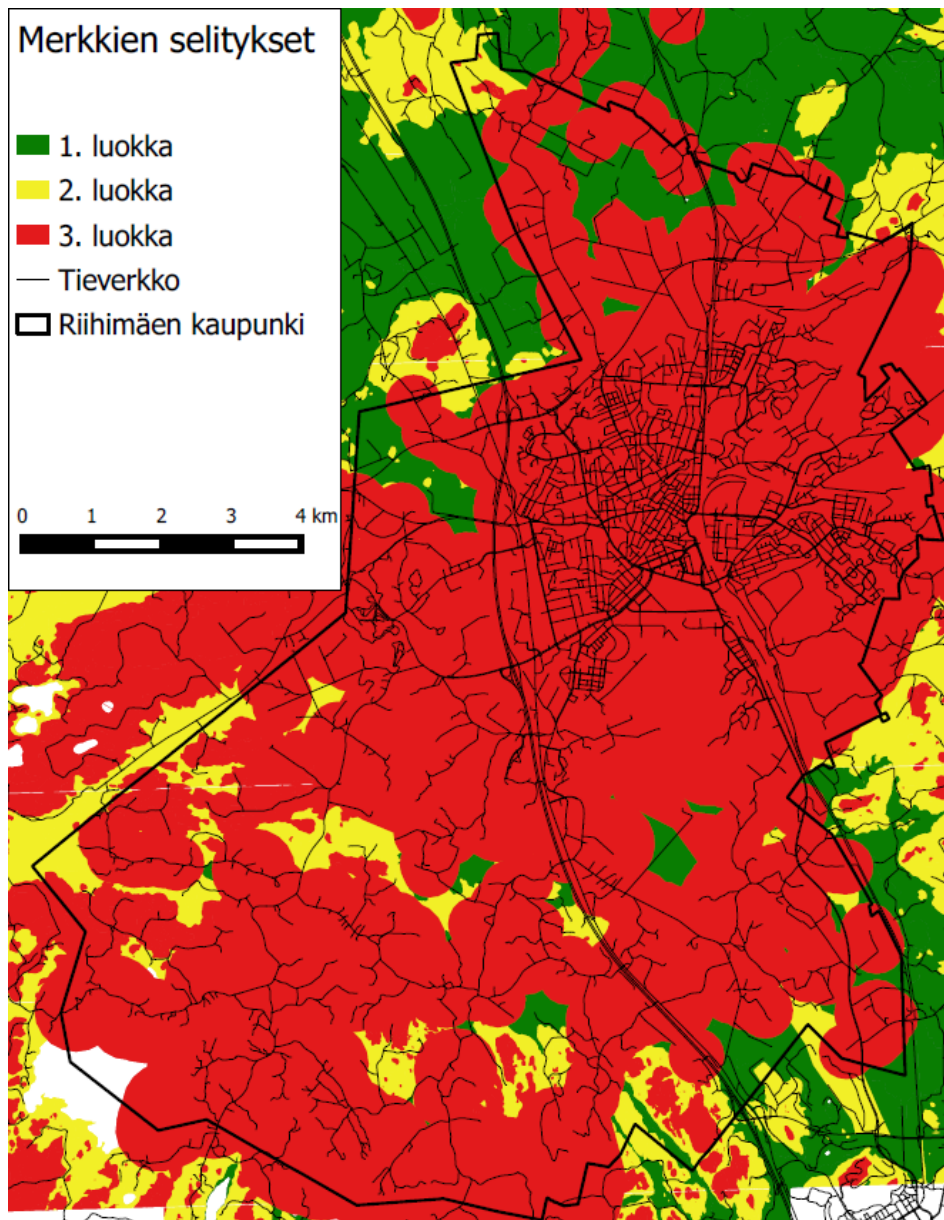 Merkkien selitykset
1. luokka
2. luokka
3. luokka
Tieverkko
Riihimäen kaupunki
0 1 2 3 4 km